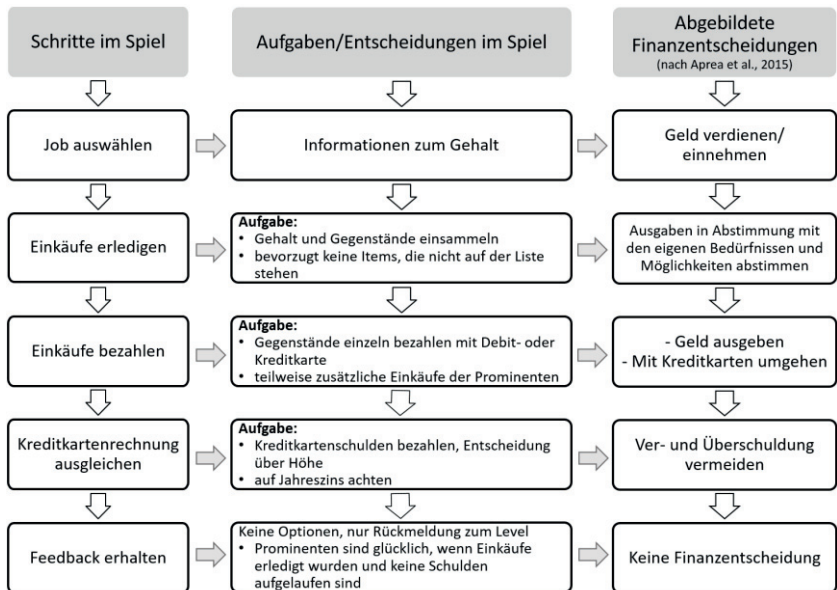 Schritte im Spiel
Aufgaben/Entscheidungen im Spiel
Abgebildete
Finanzentscheidungen
(nach Aprea et al., 2015)
Job auswählen
Informationen zum Gehalt
Geld verdienen/
einnehmen
Einkäufe erledigen
Aufgabe:
• Gehalt und Gegenstände einsammeln
• bevorzugt keine Items, die nicht auf der Liste
stehen
Ausgaben in Abstimmung mit
den eigenen Bedürfnissen und
Möglichkeiten abstimmen
Einkäufe bezahlen
Aufgabe:
• Gegenstände einzeln bezahlen mit Debit- oder
Kreditkarte
• teilweise zusätzliche Einkäufe der Prominenten
- Geld ausgeben
- Mit Kreditkarten umgehen
Kreditkartenrechnung
ausgleichen
Aufgabe:
• Kreditkartenschulden bezahlen, Entscheidung
über Höhe
• auf Jahreszins achten
Ver- und Überschuldung
vermeiden
Feedback erhalten
Keine Optionen, nur Rückmeldung zum Level
• Prominenten sind glücklich, wenn Einkäufe
erledigt wurden und keine Schulden
aufgelaufen sind
Keine Finanzentscheidung